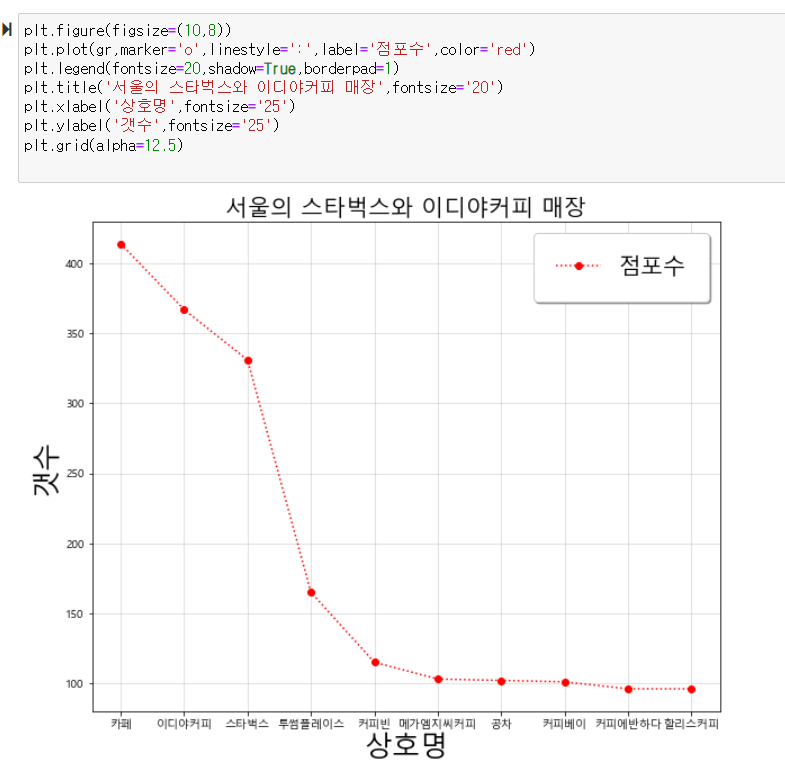 plt.figure(figsize=(10,8))
plt.plot(gr,marker='o',linestyle=':',label='점포수',color='red')
plt.legend(fontsize=20,shadow=True,borderpad=1)
plt.title('서울의 스타벅스와 이디야커피 매장',fontsize='20')
plt.xlabel('상호명',fontsize='25')
plt.ylabel('갯수',fontsize='25')
plt.grid(alpha=12.5)
서울의 스타벅스와 이디야커피 매장
점포수
400
350
300
250
200
150
100
갯수
카페 이디야커피 스타벅스 투썸플레이스 커피빈 메가엠지씨커피 공차 커피베이 커피에반하다 할리스커피
상호명